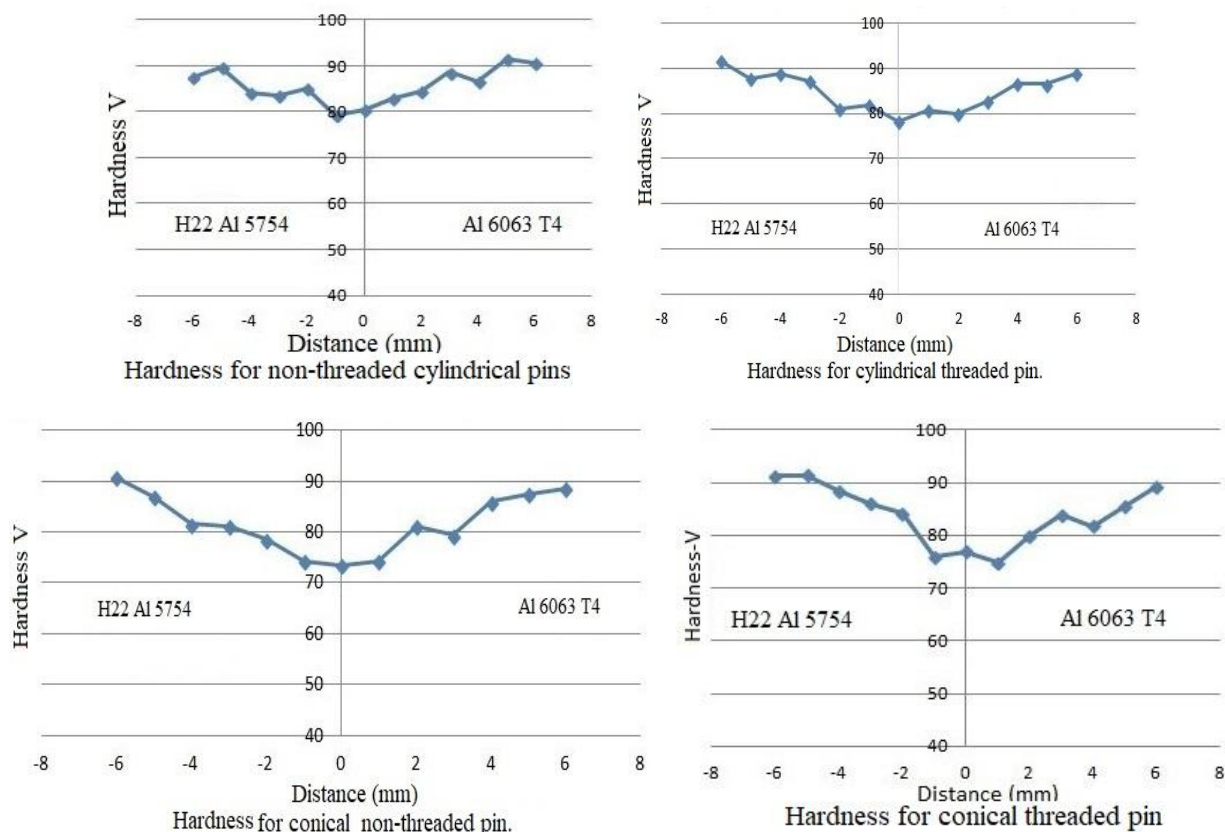 100
90
80
70
60
50
40
-8 -6 -4 -2 0 2 4 6 8
Hardness V
H22 Al 5754
Al 6063 T4
Distance (mm)
Hardness for non-threaded cylindrical pins
100
90
80
70
60
50
40
-8 -6 -4 -2 0 2 4 6 8
Hardness V
H22 Al 5754
Al 6063 T4
Distance (mm)
Hardness for cylindrical threaded pin.
100
90
80
70
60
50
40
-8 -6 -4 -2 0 2 4 6 8
Hardness V
H22 Al 5754
Al 6063 T4
Distance (mm)
Hardness for conical non-threaded pin.
100
90
80
70
60
50
40
-8 -6 -4 -2 0 2 4 6 8
Hardness-V
H22 Al 5754
Al 6063 T4
Distance (mm)
Hardness for conical threaded pin